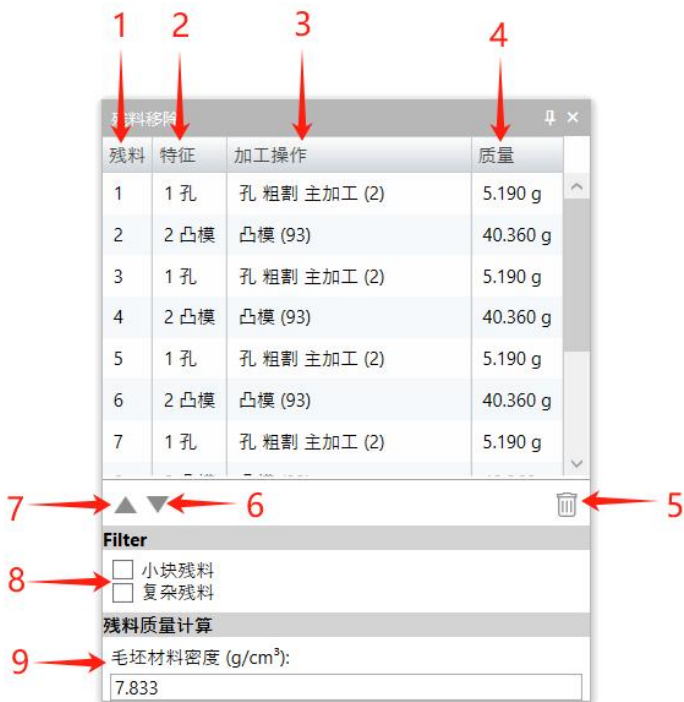 1 2 3 4
残料移除
残料 特征 加工操作 质量
1 1 孔 孔 粗割 主加工 (2) 5.190 g
2 2 凸模 凸模 (93) 40.360 g
3 1 孔 孔 粗割 主加工 (2) 5.190 g
4 2 凸模 凸模 (93) 40.360 g
5 1 孔 孔 粗割 主加工 (2) 5.190 g
6 2 凸模 凸模 (93) 40.360 g
7 1 孔 孔 粗割 主加工 (2) 5.190 g
7 6 5
Filter
8
小块残料
复杂残料
残料质量计算
9 毛坯材料密度 (g/cm³):
7.833